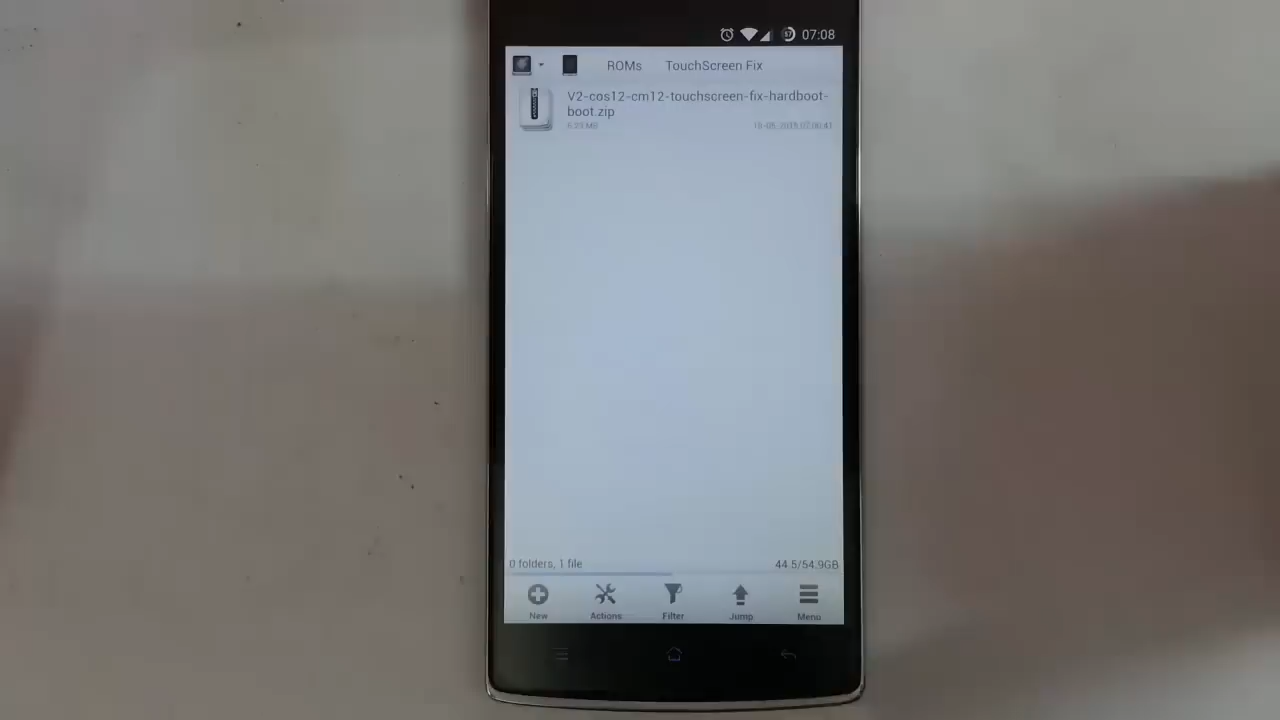 57 07:08
ROMs TouchScreen Fix
V2-cos12-cm12-touchscreen-fix-hardboot-
boot.zip
0 folders, 1 file 44.5/54.9GB
New Actions Filter Jump Menu